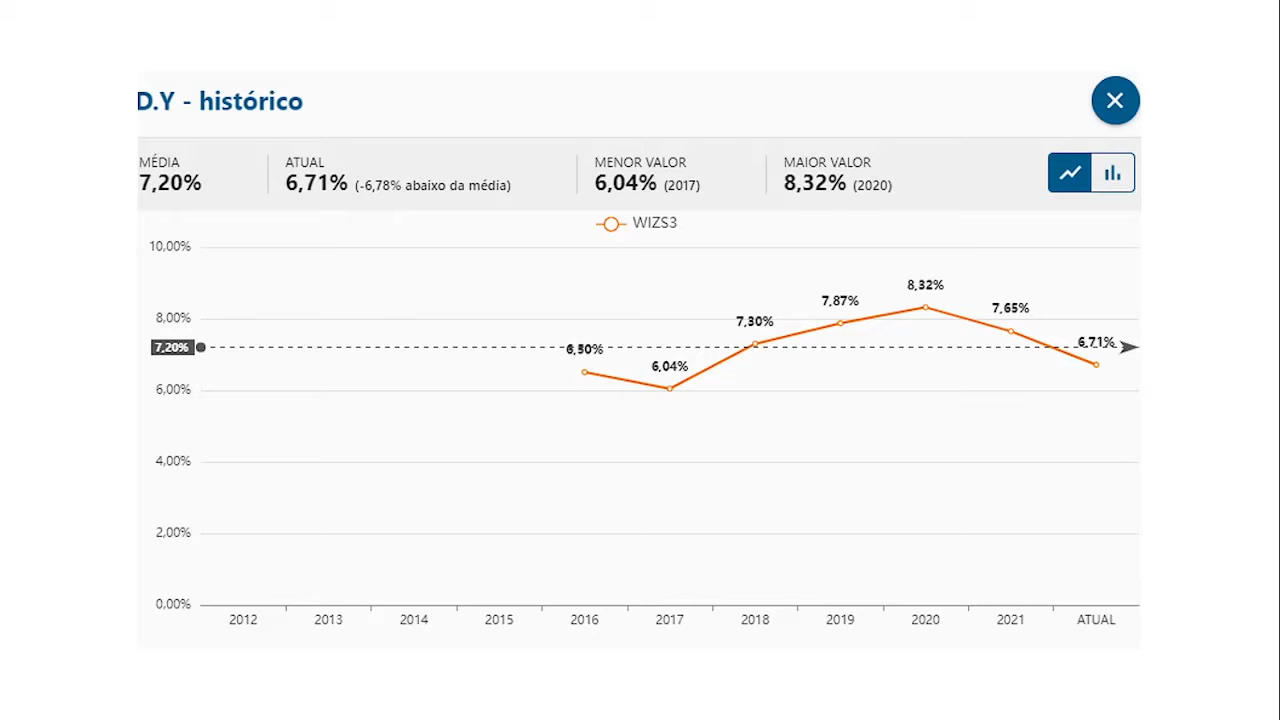 D.Y - histórico
MÉDIA
7,20%
ATUAL
6,71% (-6,78% abaixo da média)
MENOR VALOR
6,04% (2017)
MAIOR VALOR
8,32% (2020)
WIZS3
10,00%
8,00%
7,20%
6,00%
4,00%
2,00%
0,00%
6,50%
6,04%
7,30%
7,87%
8,32%
7,65%
6,71%
2012 2013 2014 2015 2016 2017 2018 2019 2020 2021 ATUAL